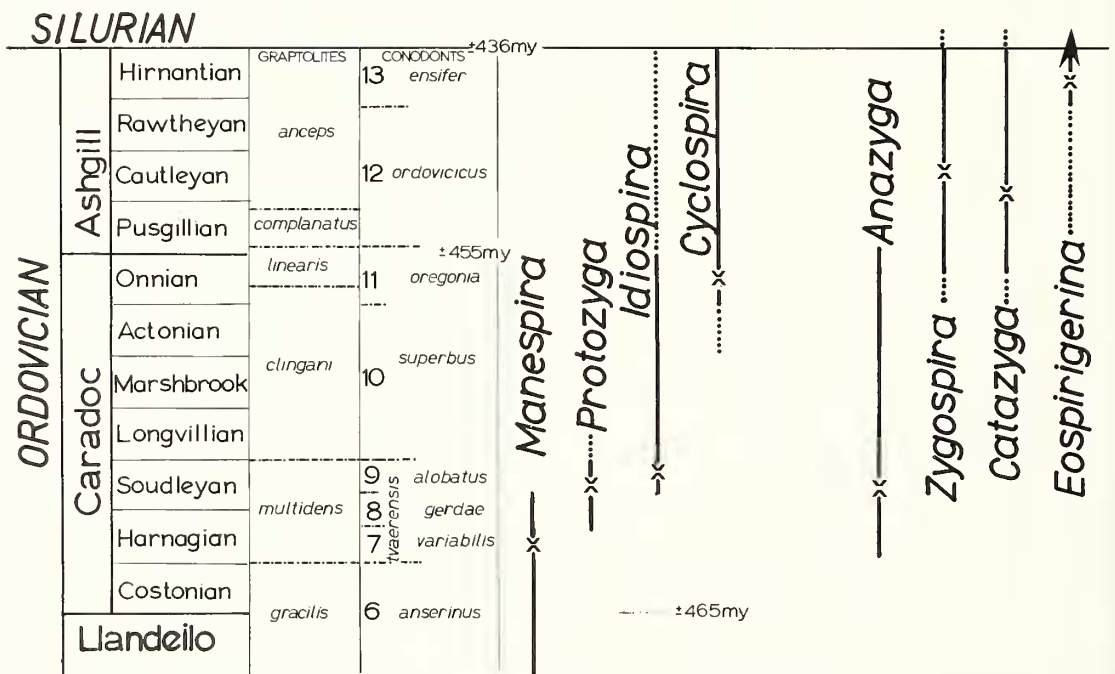 SILURIAN
±436my
GRAPTOLITES
CONODONTS
ORDOVICIAN
Ashgill
Caradoc
Llandeilo
Hirnantian
Rawtheyan
Cautleyan
Pusgillian
Onnian
Actonian
Marshbrook
Longvillian
Soudleyan
Harnagian
Costonian
anceps
complanatus
linearis
clingani
multidens
gracilis
13 ensifer
12 ordovicicus
±455my
11 oregonia
10 superbus
9 alobatus
8 gerdae
7 variabilis
tvaerensis
6 anserinus
±465my
Manespira
Protozyga
Idiospira
Cyclospira
Anazyga
Zygospira
Catazyga
Eospirigerina